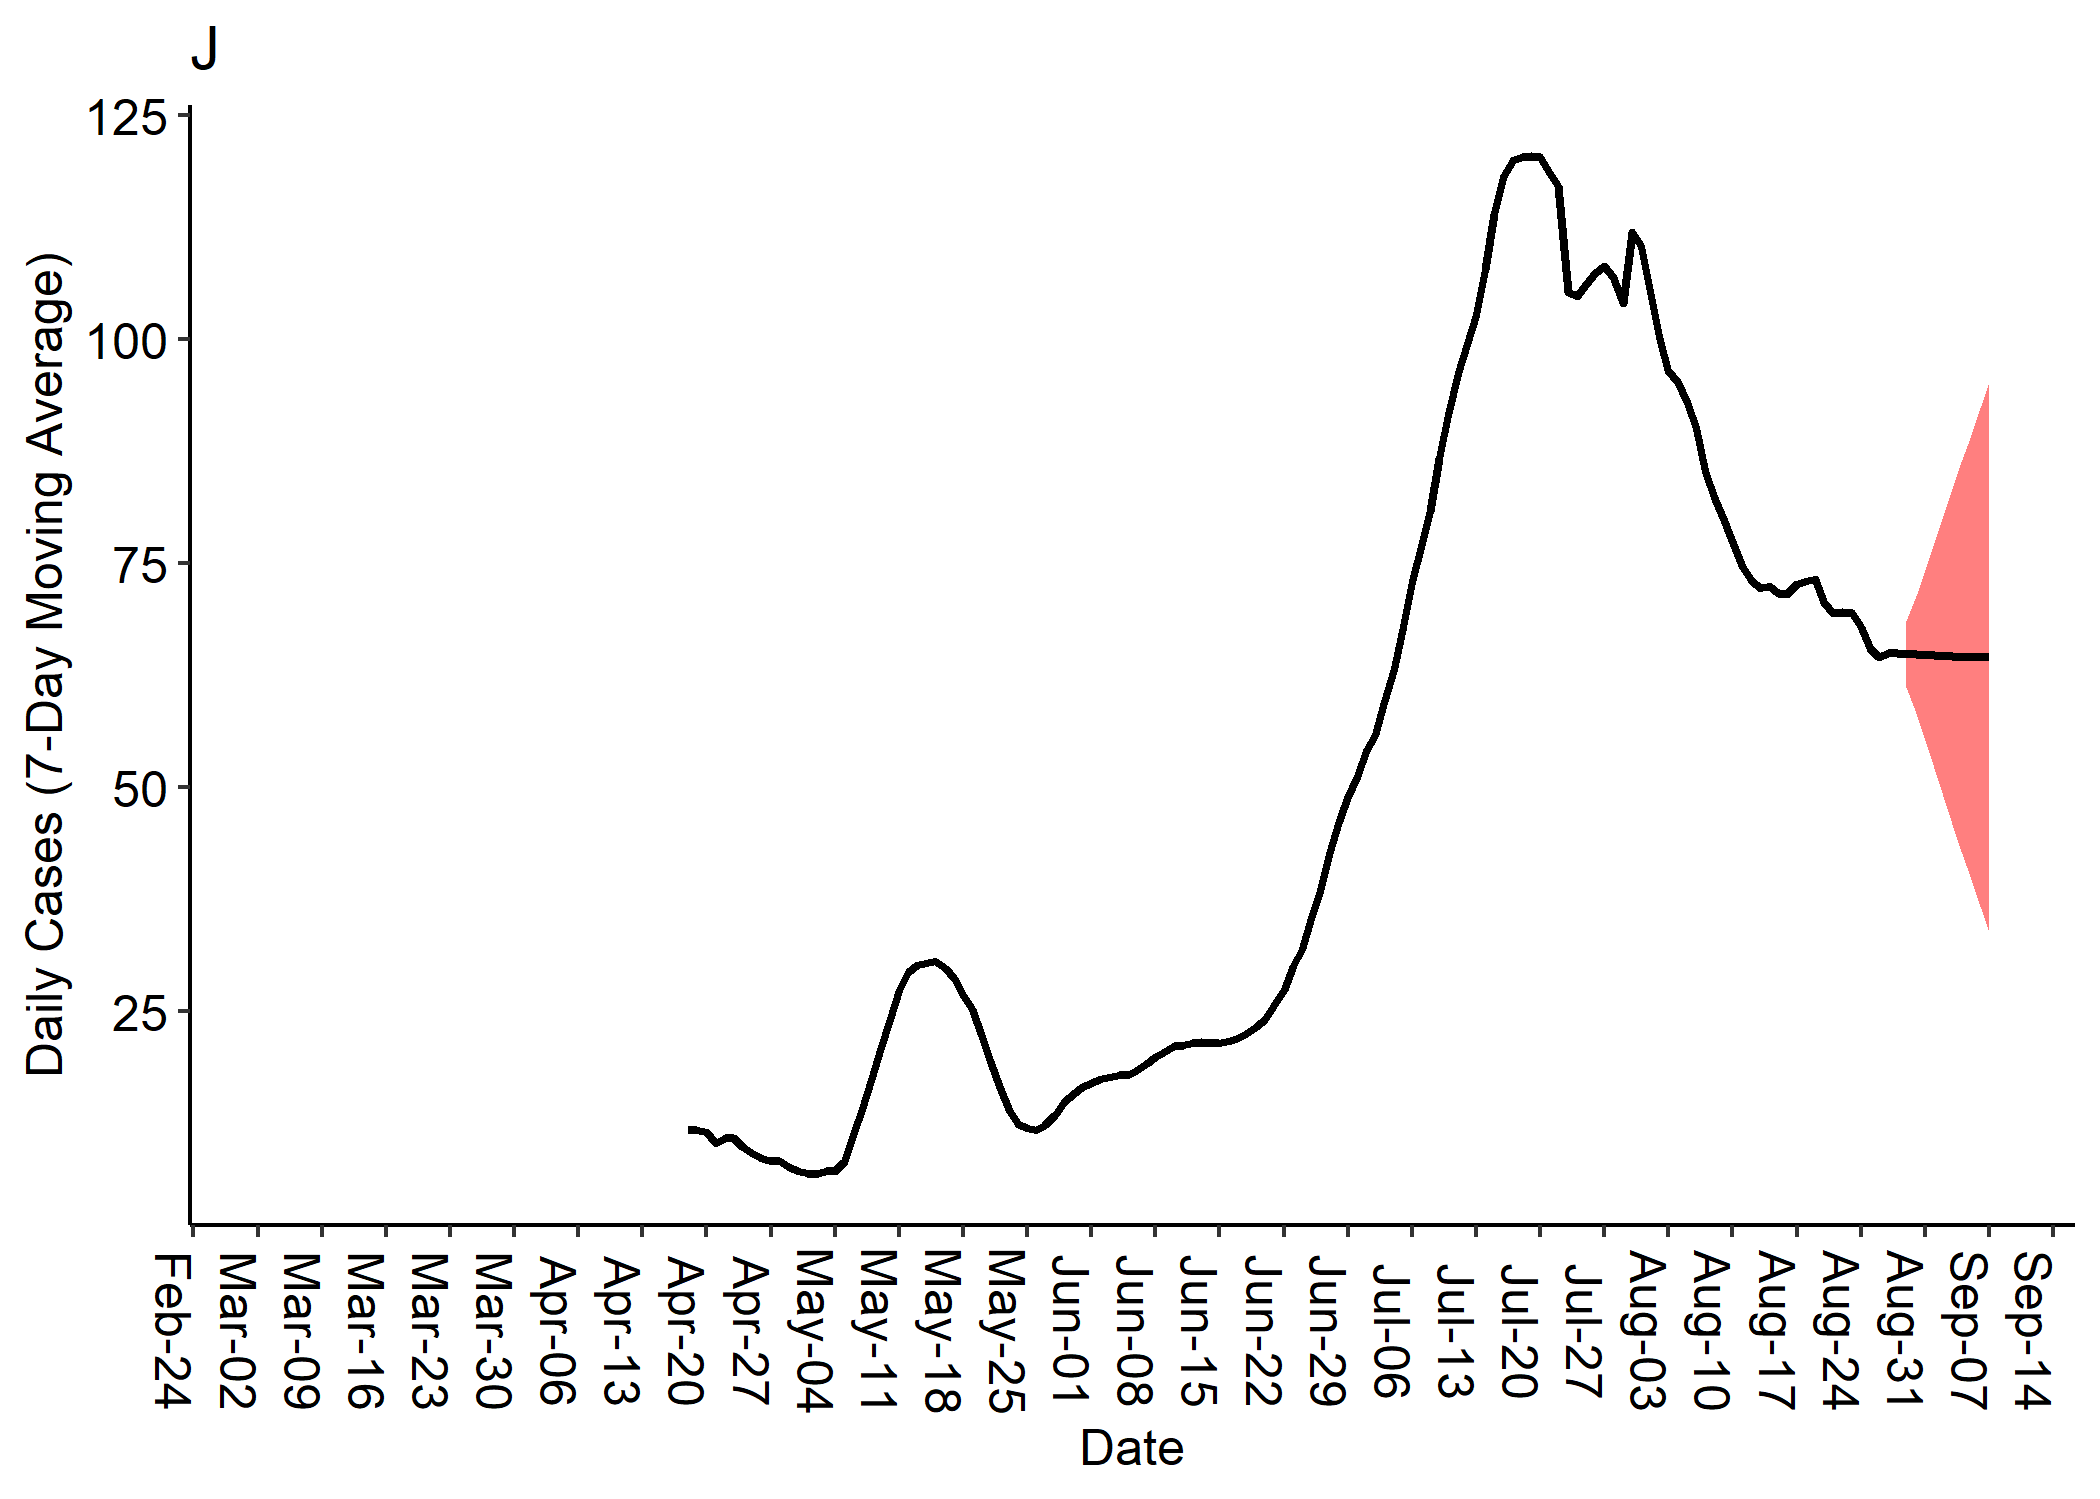 J
Daily Cases (7-Day Moving Average)
125
100
75
50
25
Feb-24
Mar-02
Mar-09
Mar-16
Mar-23
Mar-30
Apr-06
Apr-13
Apr-20
Apr-27
May-04
May-11
May-18
May-25
Jun-01
Jun-08
Jun-15
Jun-22
Jun-29
Jul-06
Jul-13
Jul-20
Jul-27
Aug-03
Aug-10
Aug-17
Aug-24
Aug-31
Sep-07
Sep-14
Date